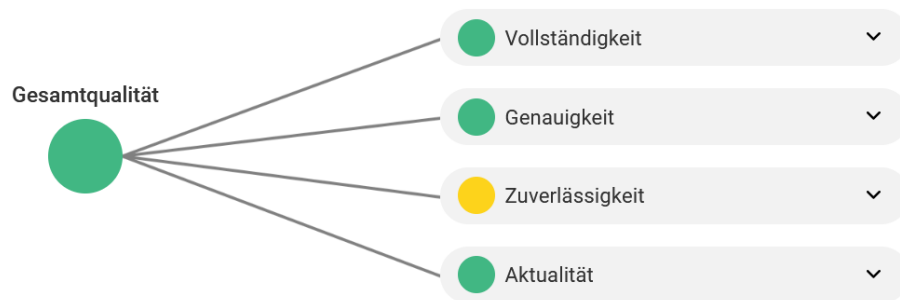 Gesamtqualität
Vollständigkeit
Genauigkeit
Zuverlässigkeit
Aktualität